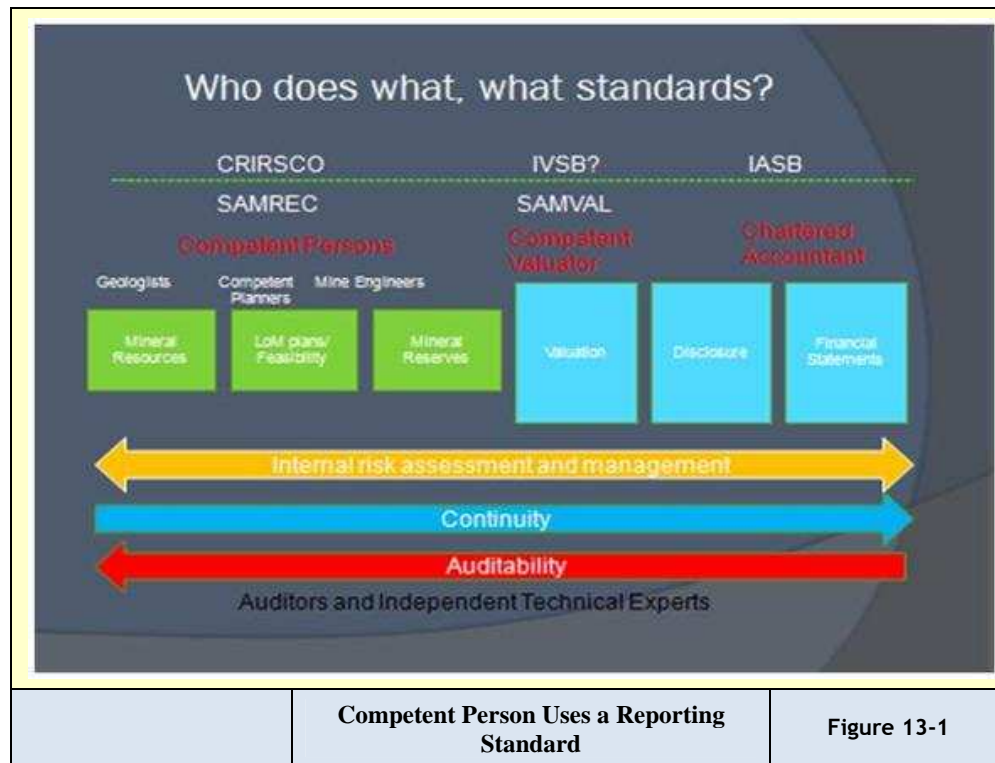 Who does what, what standards?
CRIRSCO IVSB? IASB
SAMREC SAMVAL
Competent Persons Competent Valuator Chartered Accountant
Geologists Competent Planners Mine Engineers
Mineral Resources
LoM plans/ Feasibility
Mineral Reserves
Valuation
Disclosure
Financial Statements
Internal risk assessment and management
Continuity
Auditability
Auditors and Independent Technical Experts
Competent Person Uses a Reporting
Standard
Figure 13-1